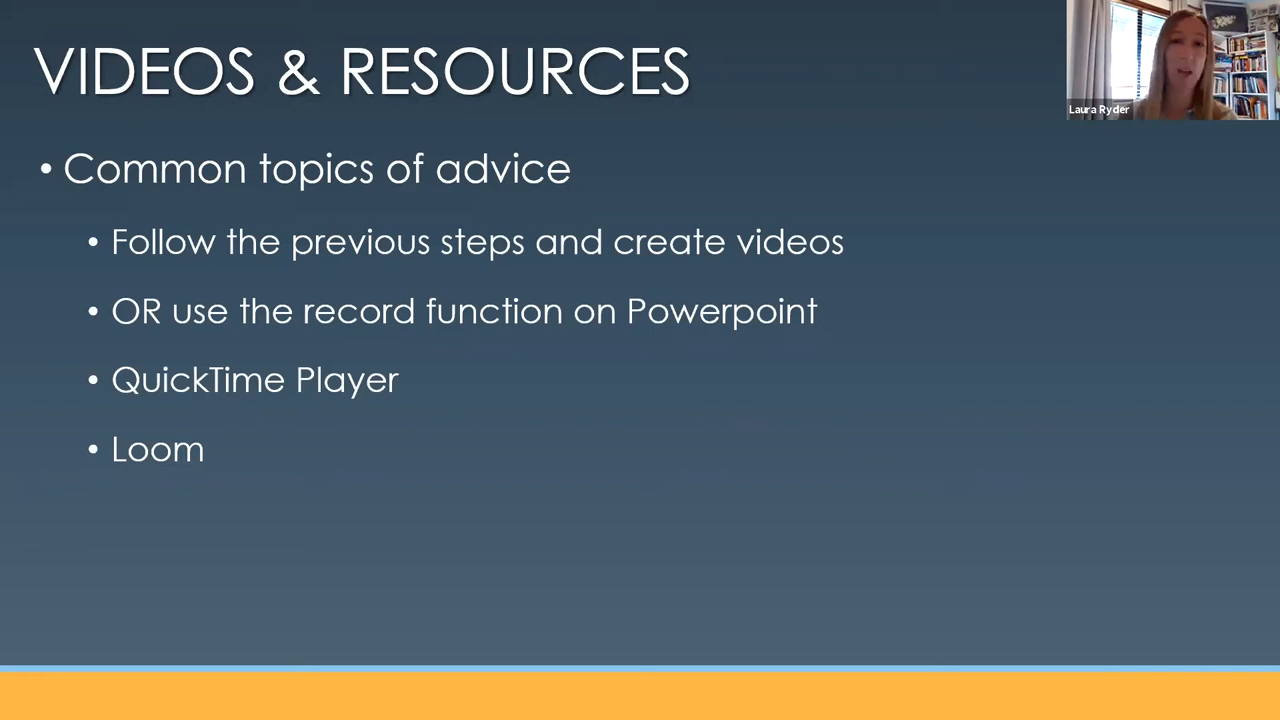 VIDEOS & RESOURCES
Laura Ryder
• Common topics of advice
• Follow the previous steps and create videos
• OR use the record function on Powerpoint
• QuickTime Player
• Loom